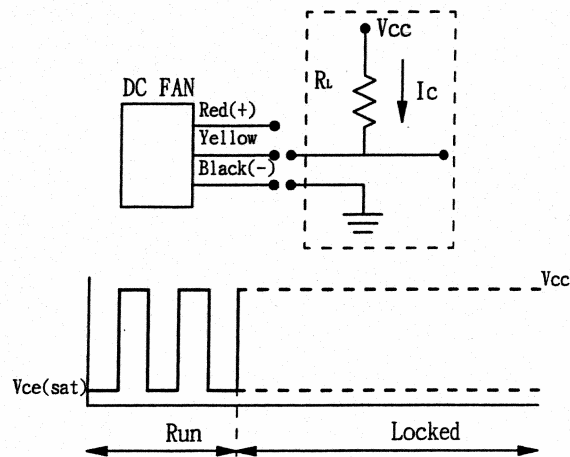 Vcc
DC FAN
RL
Ic
Red(+)
Yellow
Black(-)
Vcc
Vce(sat)
Run
Locked